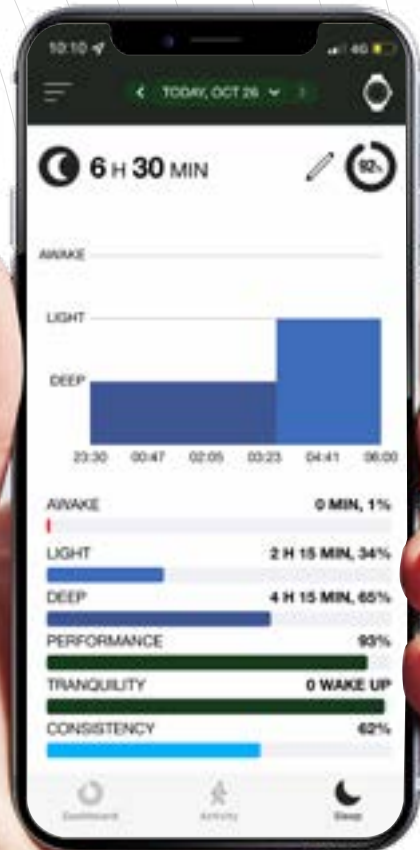 10:10 4G
TODAY, OCT 26
6 H 30 MIN 92%
AWAKE
LIGHT
DEEP
23:30 00:47 02:05 03:23 04:41 06:00
AWAKE 0 MIN, 1%
LIGHT 2 H 15 MIN, 34%
DEEP 4 H 15 MIN, 65%
PERFORMANCE 93%
TRANQUILITY 0 WAKE UP
CONSISTENCY 62%
Dashboard Activity Sleep